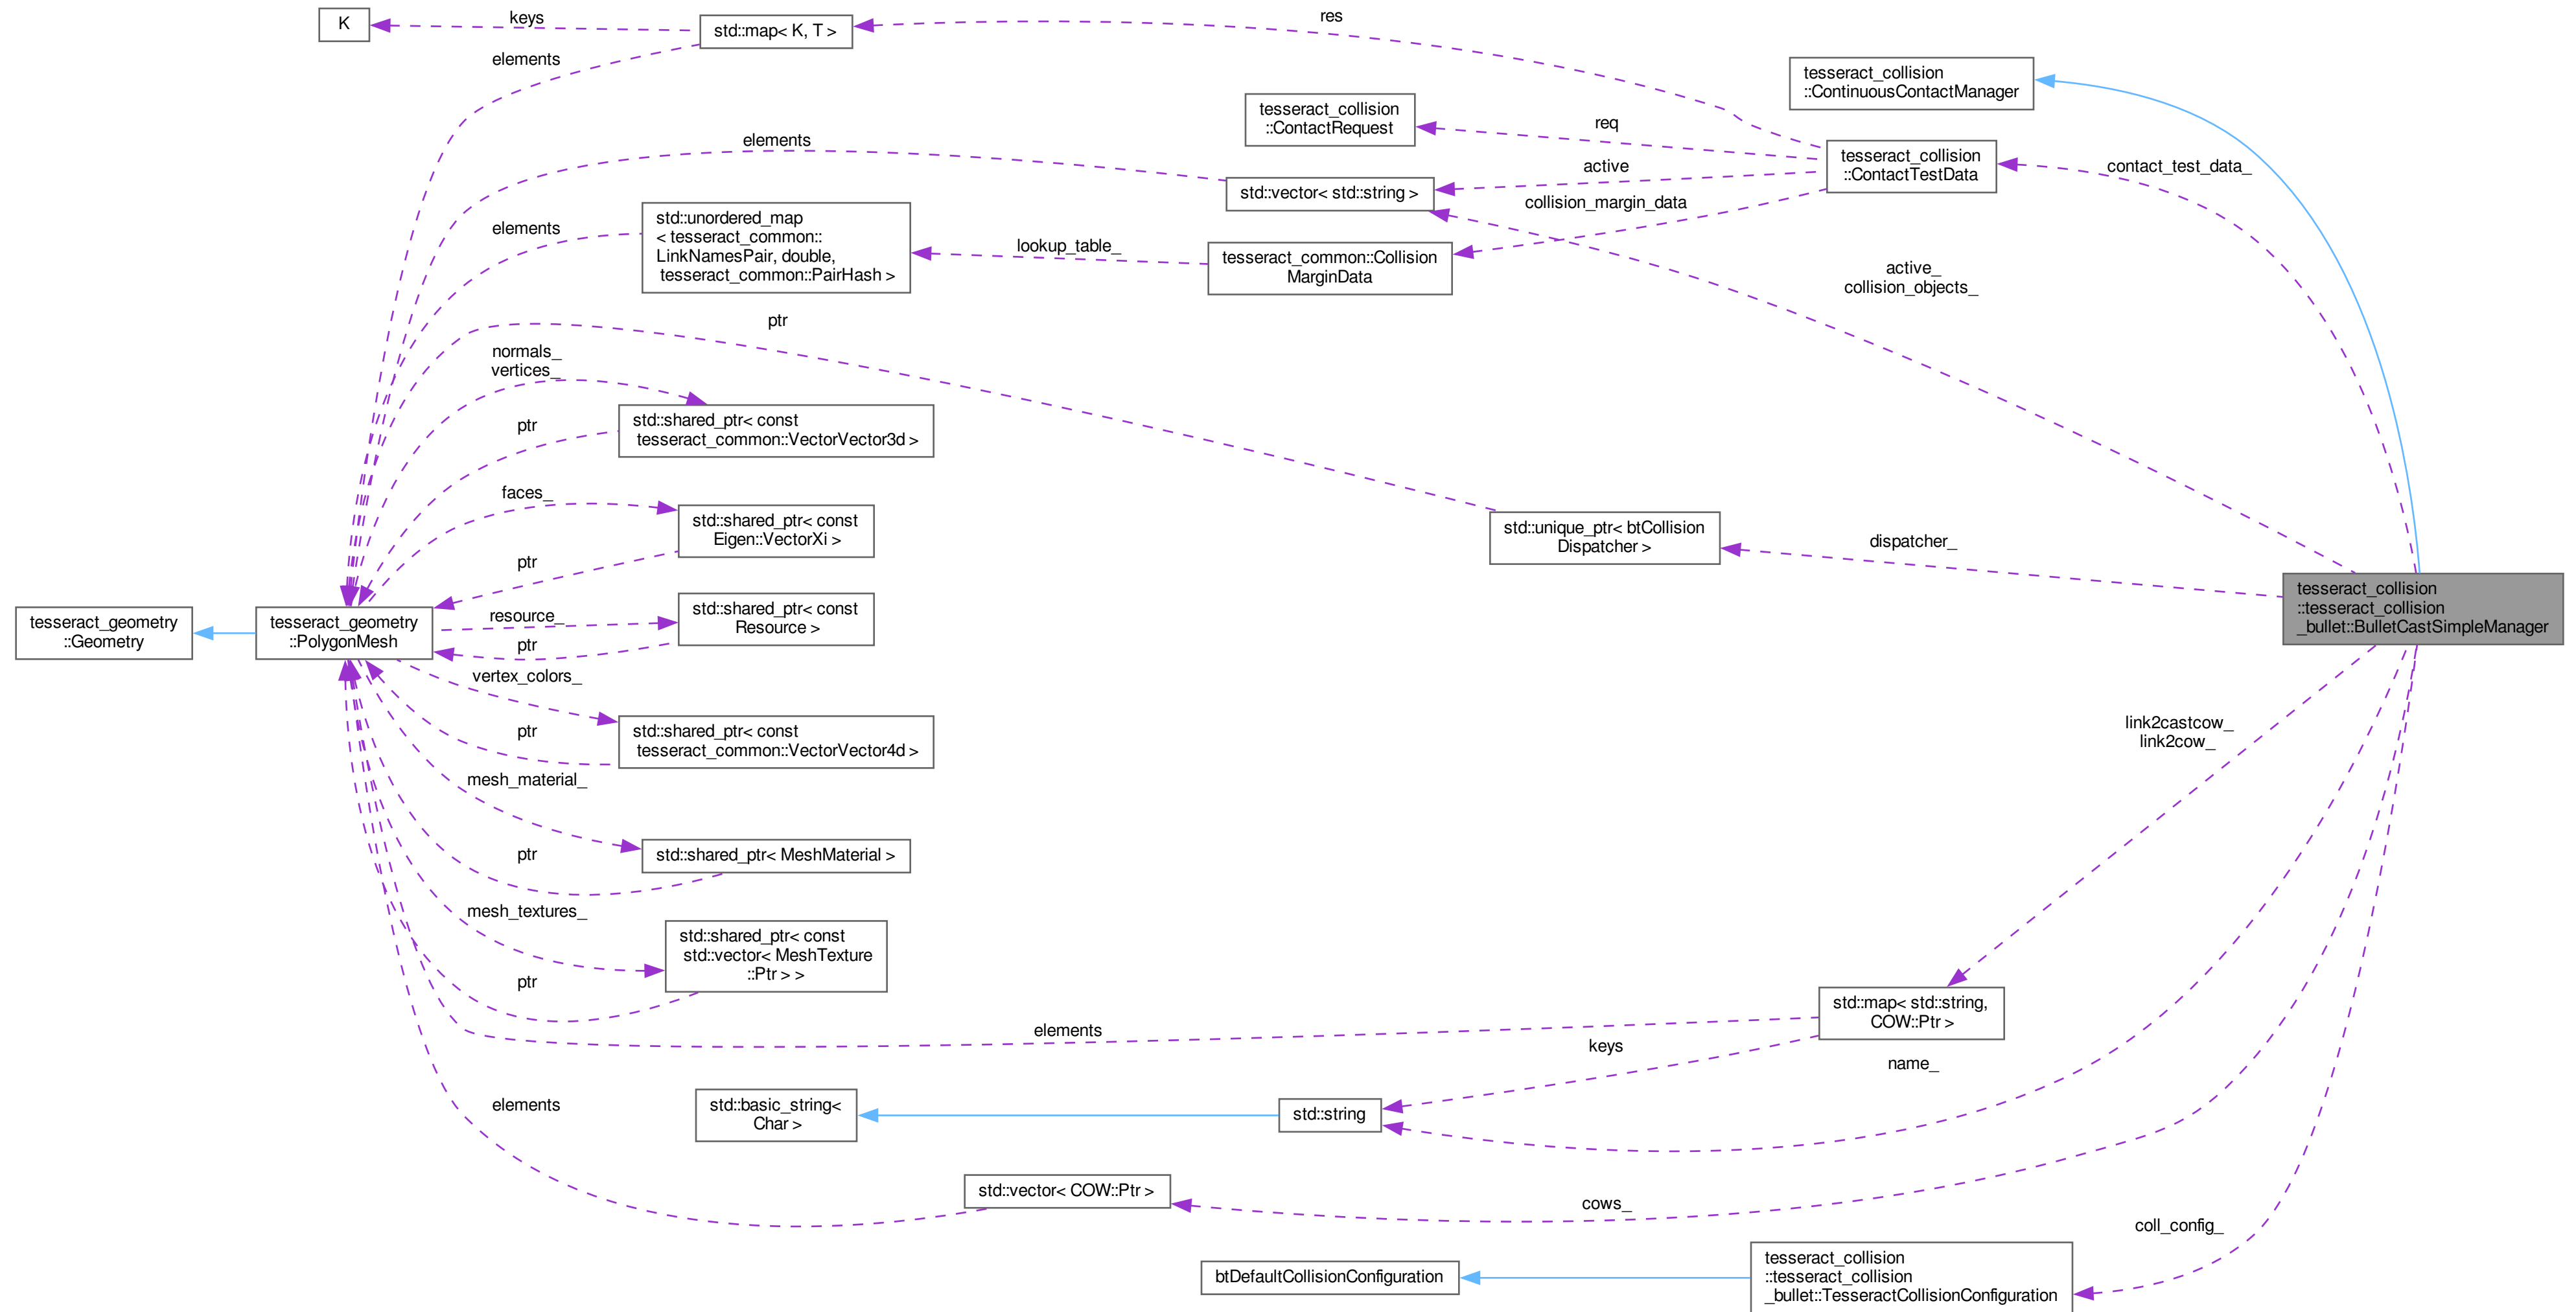 K
keys
std::map< K, T >
res
elements
tesseract_collision
::ContinuousContactManager
tesseract_collision
::ContactRequest
req
elements
tesseract_collision
::ContactTestData
contact_test_data_
active
std::vector< std::string >
collision_margin_data
std::unordered_map
< tesseract_common::
LinkNamesPair, double,
tesseract_common::PairHash >
elements
lookup_table_
tesseract_common::Collision
MarginData
active_
collision_objects_
ptr
normals_
vertices_
std::shared_ptr< const
tesseract_common::VectorVector3d >
ptr
faces_
std::shared_ptr< const
Eigen::VectorXi >
ptr
std::unique_ptr< btCollision
Dispatcher >
dispatcher_
tesseract_collision
::tesseract_collision
_bullet::BulletCastSimpleManager
tesseract_geometry
::Geometry
tesseract_geometry
::PolygonMesh
resource_
std::shared_ptr< const
Resource >
ptr
vertex_colors_
std::shared_ptr< const
tesseract_common::VectorVector4d >
ptr
link2castcow_
link2cow_
mesh_material_
std::shared_ptr< MeshMaterial >
ptr
mesh_textures_
std::shared_ptr< const
std::vector< MeshTexture
::Ptr > >
ptr
std::map< std::string,
COW::Ptr >
elements
keys
name_
std::basic_string<
Char >
std::string
elements
std::vector< COW::Ptr >
cows_
coll_config_
btDefaultCollisionConfiguration
tesseract_collision
::tesseract_collision
_bullet::TesseractCollisionConfiguration